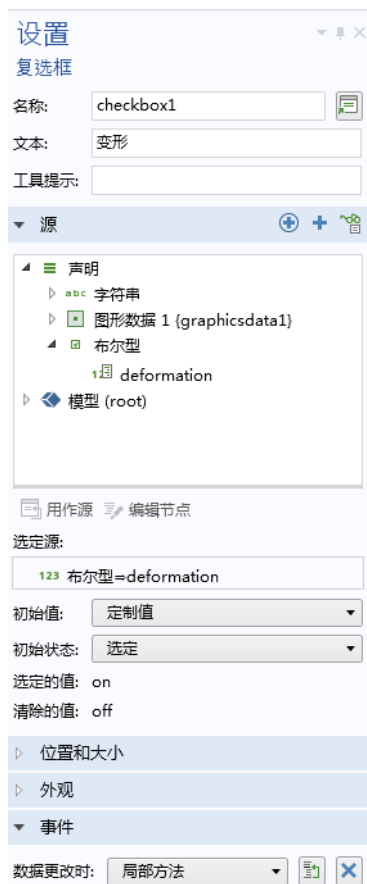 设置
复选框
名称: checkbox1
文本: 变形
工具提示:
源
声明
abc 字符串
图形数据 1 {graphicsdata1}
布尔型
deformation
模型 (root)
用作源 编辑节点
选定源:
123 布尔型⇒deformation
初始值: 定制值
初始状态: 选定
选定的值: on
清除的值: off
位置和大小
外观
事件
数据更改时: 局部方法